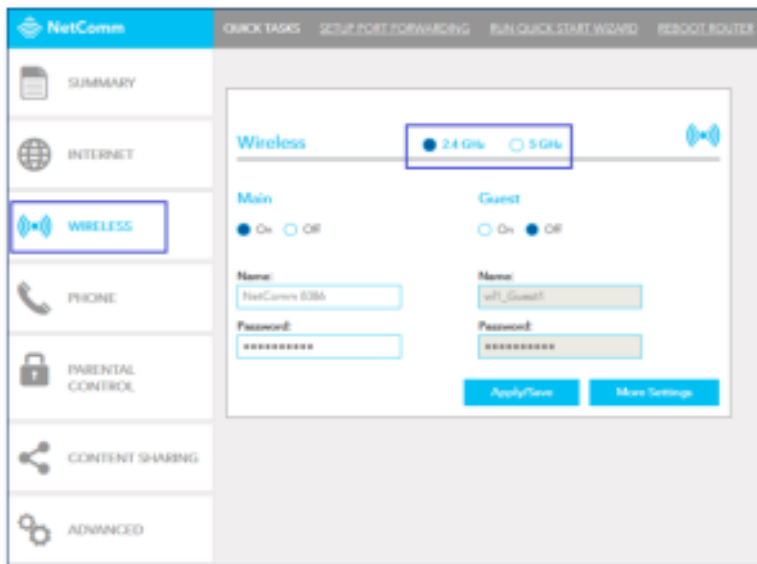 NetComm
QUICK TASKS SETUP PORT FORWARDING RUN QUICK START WIZARD REBOOT ROUTER
SUMMARY
INTERNET
WIRELESS
PHONE
PARENTAL
CONTROL
CONTENT SHARING
ADVANCED
Wireless 2.4 GHz 5 GHz
Main Guest
On Off On Off
Name: Name:
NetComm 8386 wl1_Guest1
Password: Password:
********** **********
Apply/Save More Settings